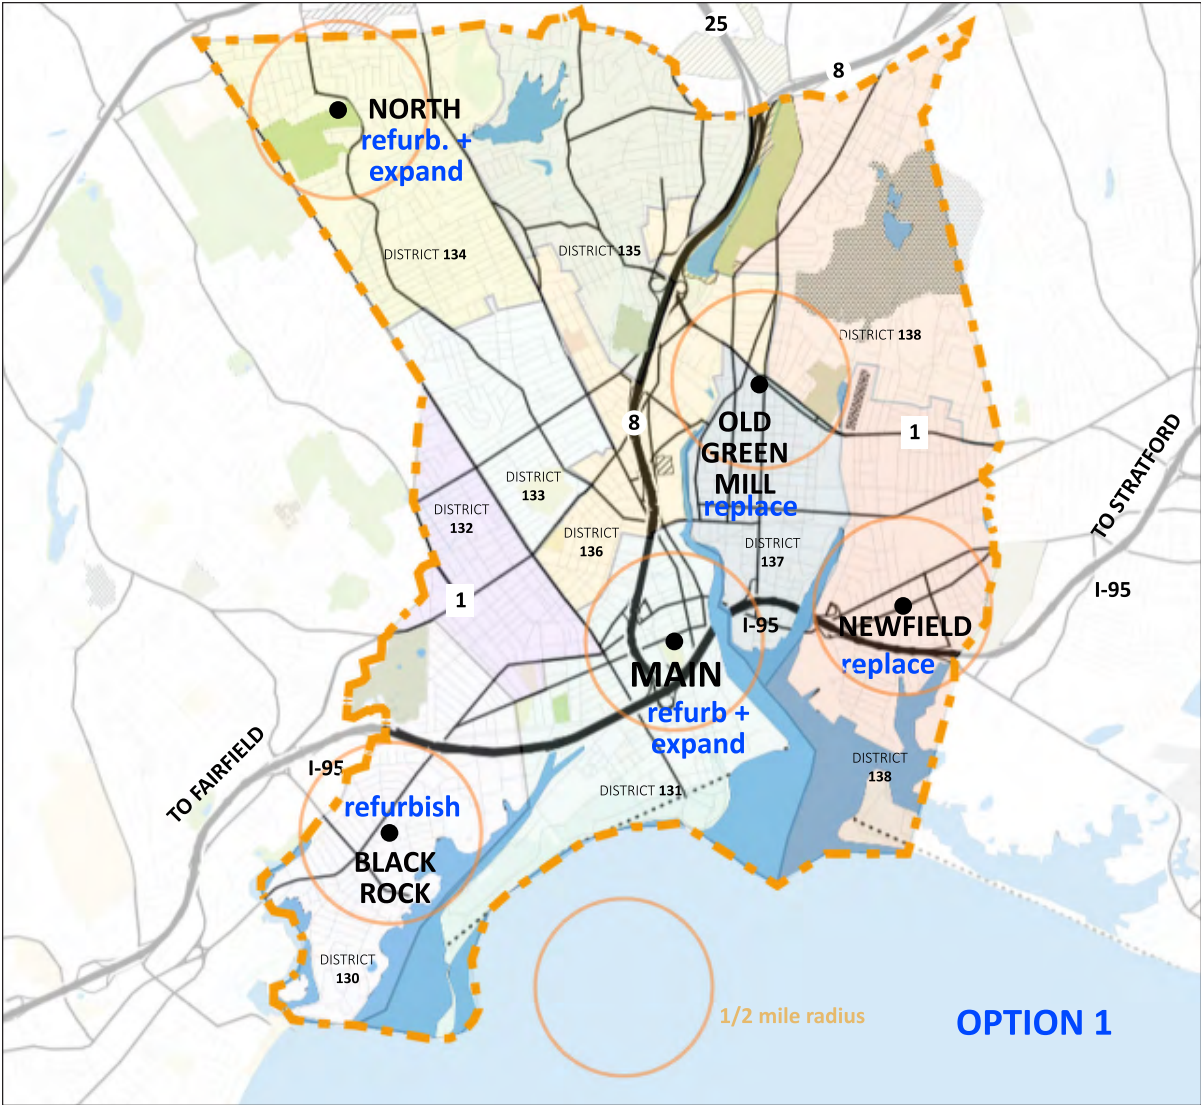 25
8
NORTH
refurb. +
expand
DISTRICT 134
DISTRICT 135
DISTRICT 138
8
OLD
GREEN
MILL
replace
1
TO STRATFORD
DISTRICT
133
DISTRICT
132
DISTRICT
136
DISTRICT
137
1
I-95
I-95
NEWFIELD
replace
MAIN
refurb +
expand
TO FAIRFIELD
I-95
DISTRICT
138
DISTRICT 131
refurbish
BLACK
ROCK
DISTRICT
130
1/2 mile radius
OPTION 1